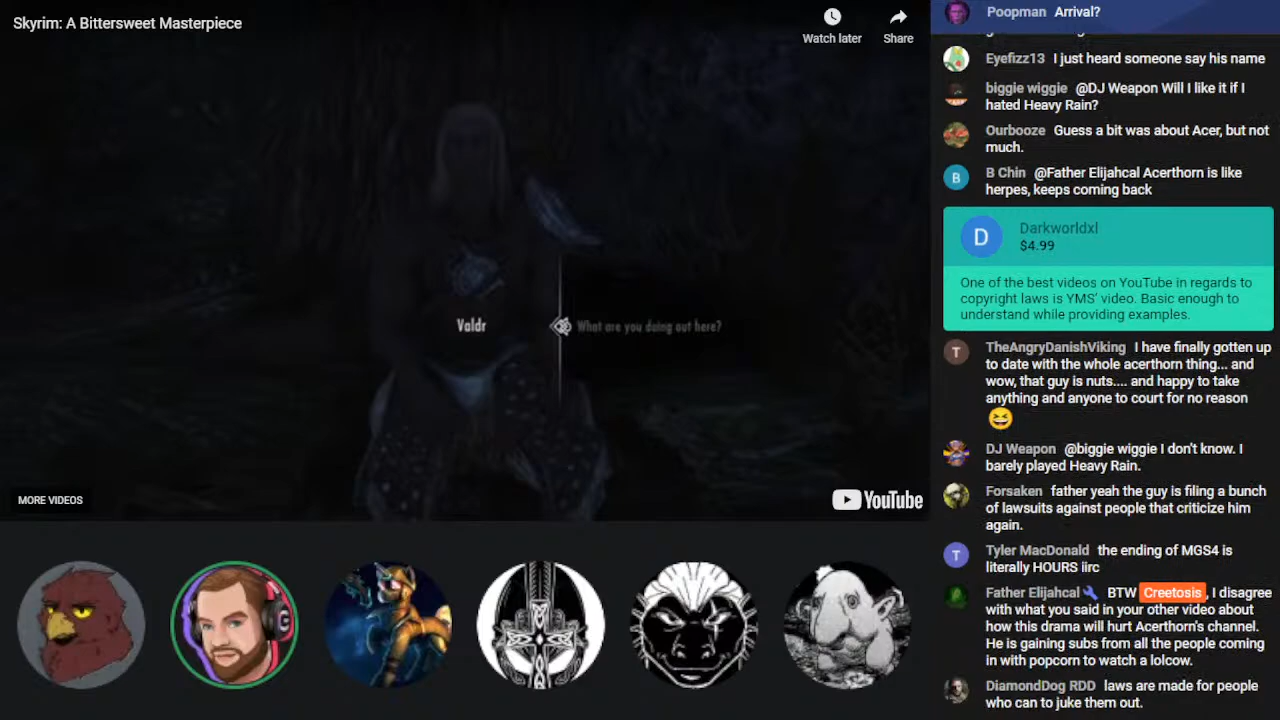 Skyrim: A Bittersweet Masterpiece
Watch later
Share
Valdr
What are you doing out here?
MORE VIDEOS
YouTube
Poopman Arrival?
Eyefizz13 I just heard someone say his name
biggie wiggie @DJ Weapon Will I like it if I
hated Heavy Rain?
Ourbooze Guess a bit was about Acer, but not
much.
B
B Chin @Father Elijahcal Acerthorn is like
herpes, keeps coming back
D
Darkworldxl
$4.99
One of the best videos on YouTube in regards to
copyright laws is YMS' video. Basic enough to
understand while providing examples.
T
TheAngryDanishViking I have finally gotten up
to date with the whole acerthorn thing... and
wow, that guy is nuts.... and happy to take
anything and anyone to court for no reason
DJ Weapon @biggie wiggie I don't know. I
barely played Heavy Rain.
Forsaken father yeah the guy is filing a bunch
of lawsuits against people that criticize him
again.
T
Tyler MacDonald the ending of MGS4 is
literally HOURS iirc
Father Elijahcal BTW Creetosis, I disagree
with what you said in your other video about
how this drama will hurt Acerthorn's channel.
He is gaining subs from all the people coming
in with popcorn to watch a lolcow.
DiamondDog RDD laws are made for people
who can to juke them out.